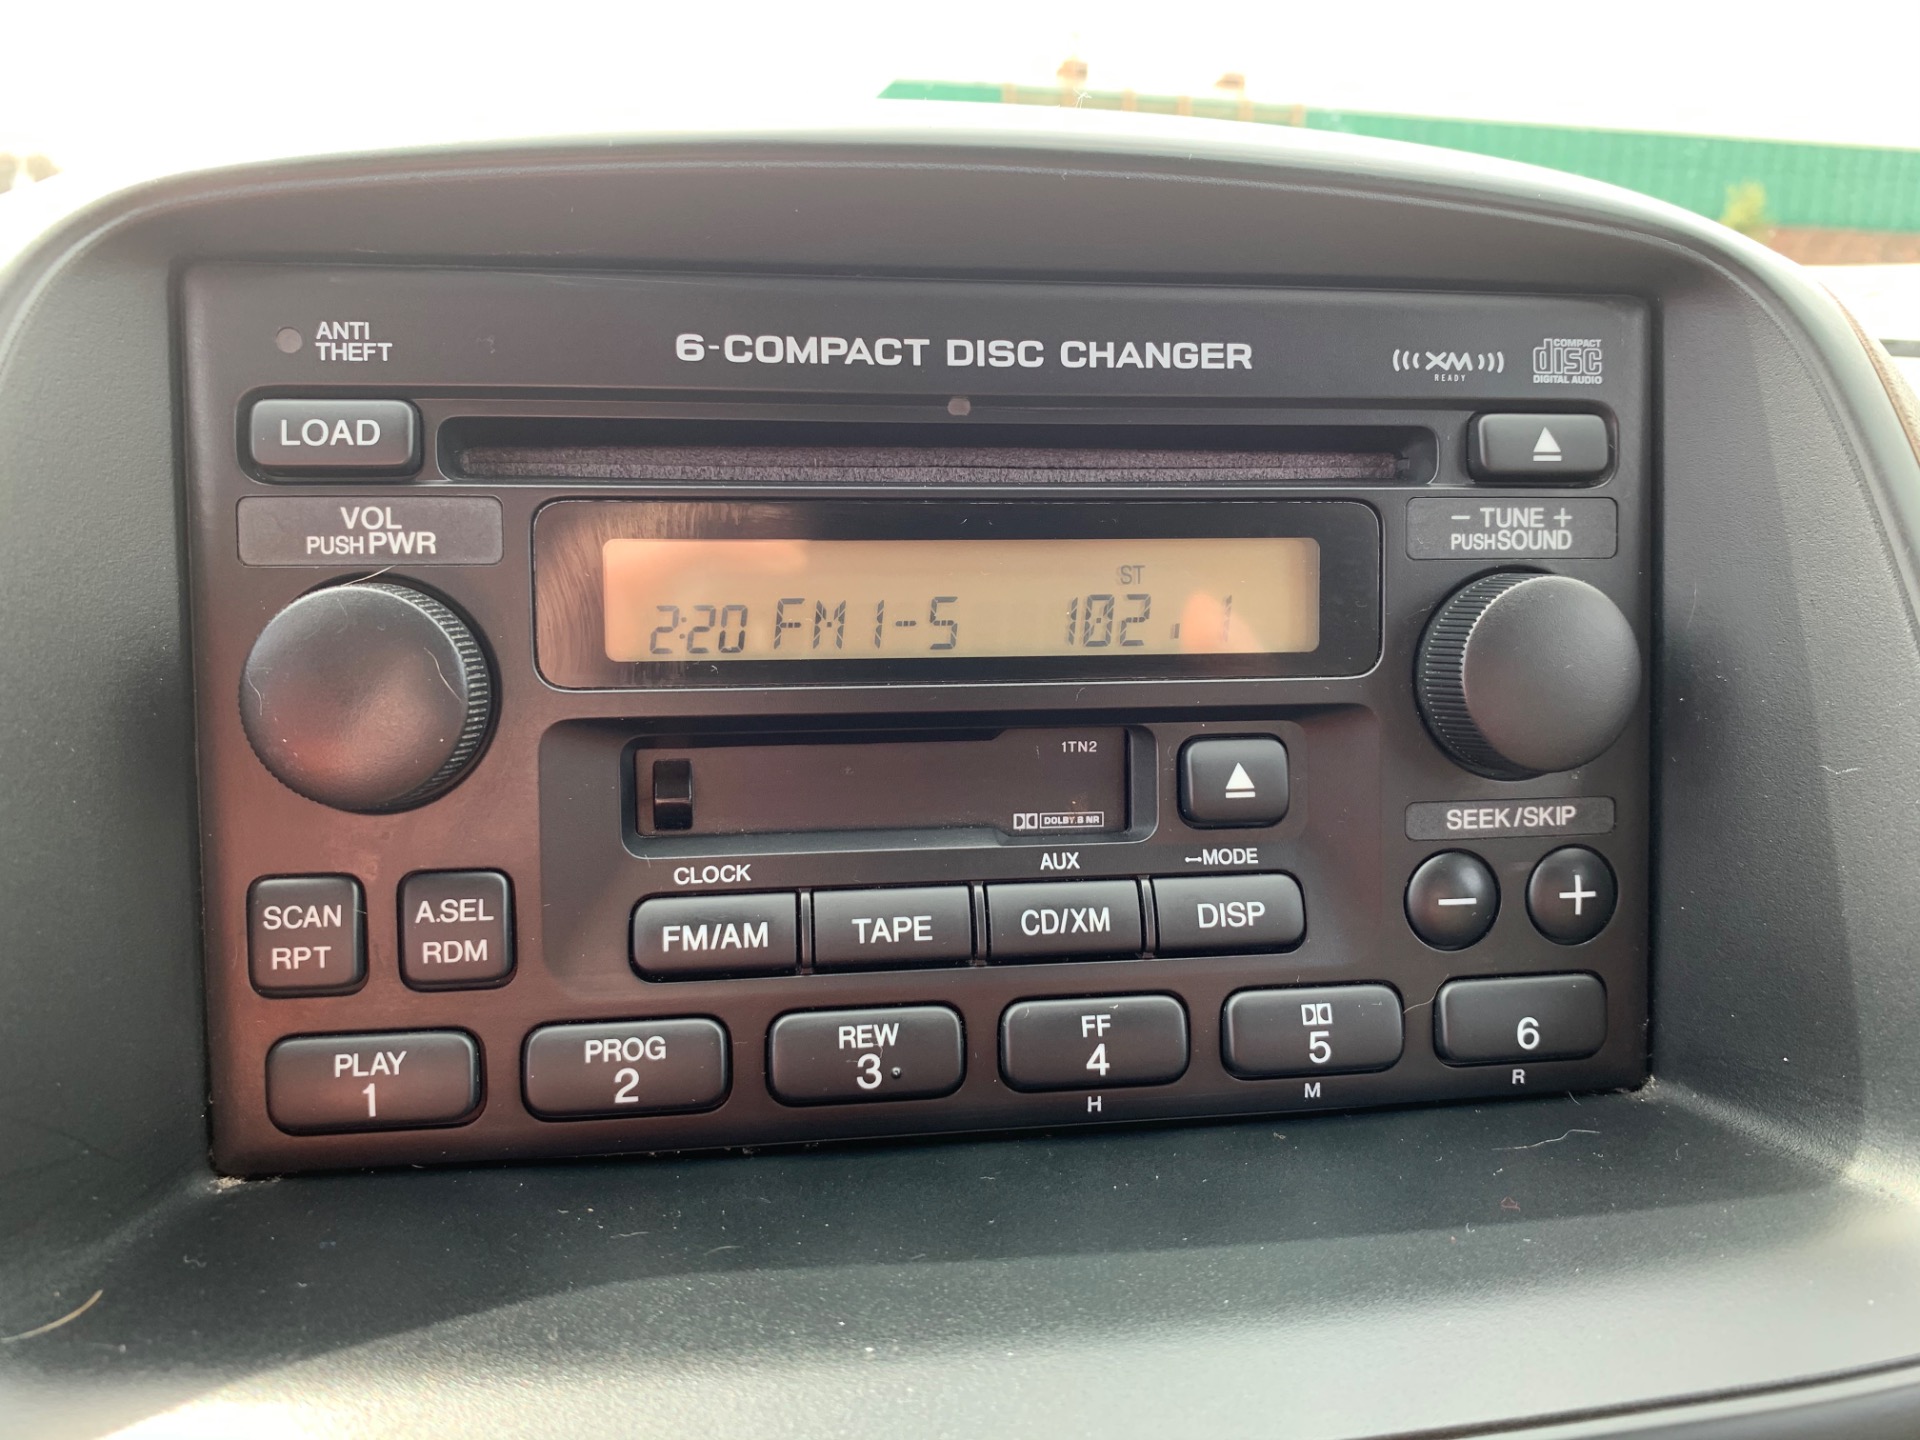 ANTI
THEFT
6-COMPACT DISC CHANGER
XM
READY
COMPACT
disc
DIGITAL AUDIO
LOAD
VOL
PUSH PWR
- TUNE +
PUSH SOUND
ST
2:20 FM1-5 102.1
1TN2
DOLBY B NR
SEEK/SKIP
- +
CLOCK
AUX
MODE
SCAN
RPT
A.SEL
RDM
FM/AM
TAPE
CD/XM
DISP
PLAY
1
PROG
2
REW
3
FF
4
5
6
H
M
R